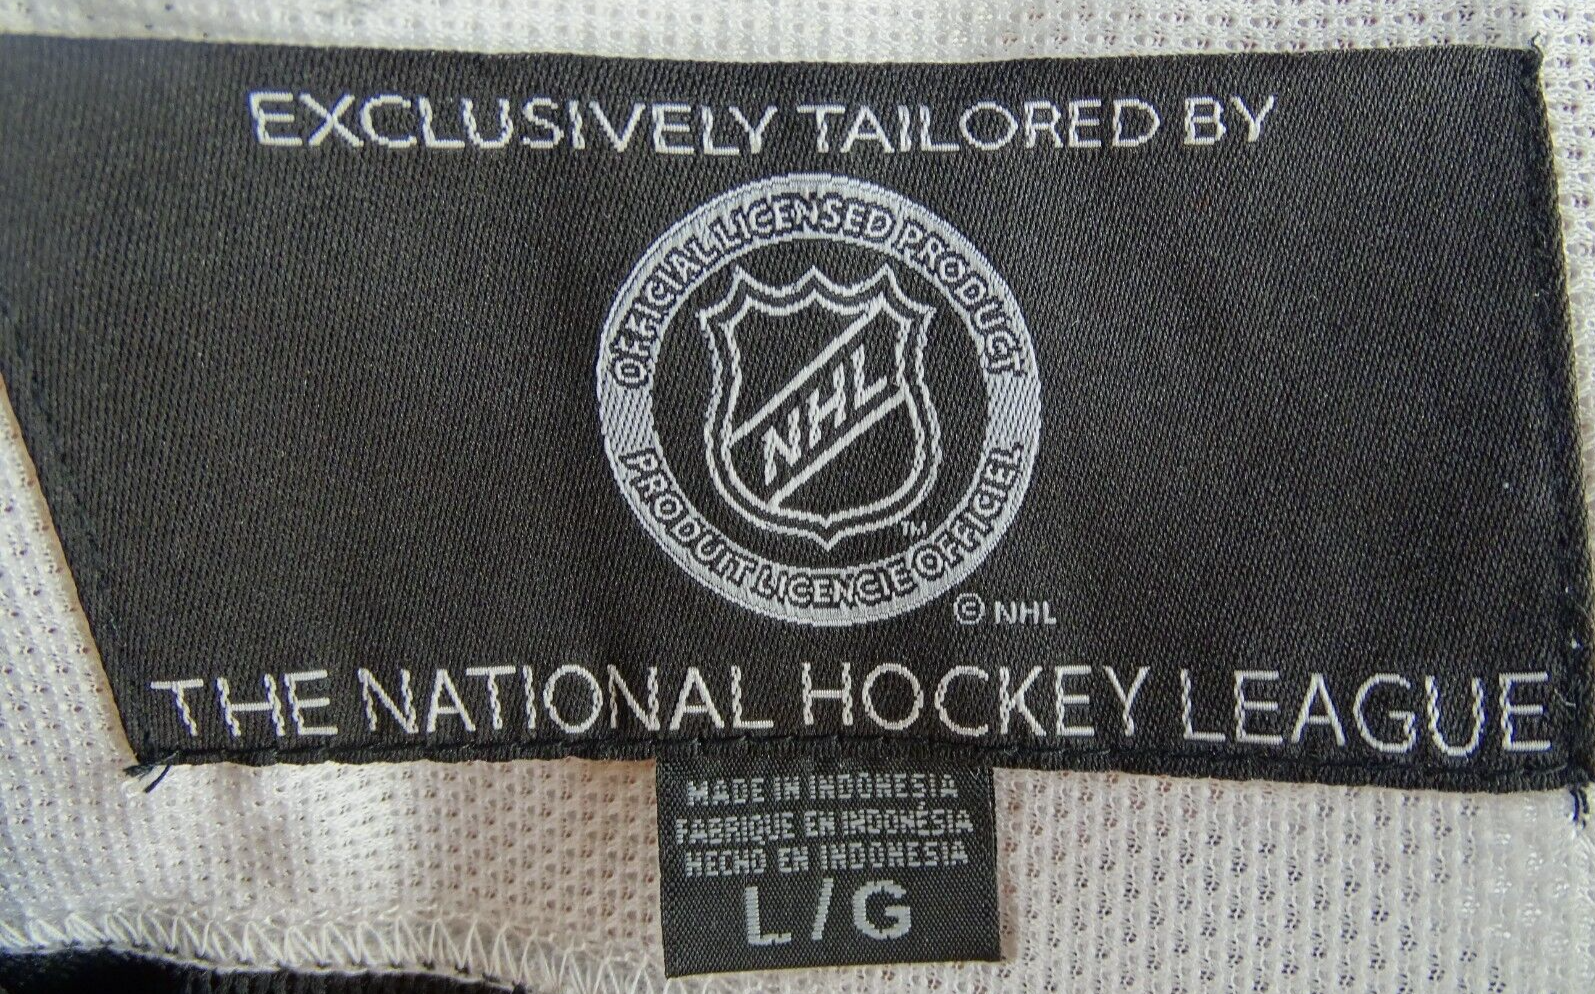 EXCLUSIVELY TAILORED BY
OFFICIAL LICENSED PRODUCT
NHL
TM
PRODUIT LICENCIE OFFICIEL
© NHL
THE NATIONAL HOCKEY LEAGUE
MADE IN INDONESIA
FABRIQUE EN INDONÉSIA
HECHO EN INDONESIA
L/G